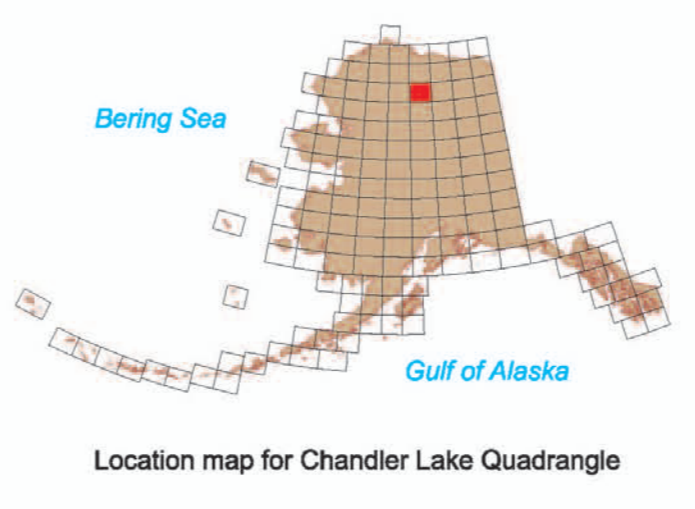 Bering Sea
Gulf of Alaska
Location map for Chandler Lake Quadrangle